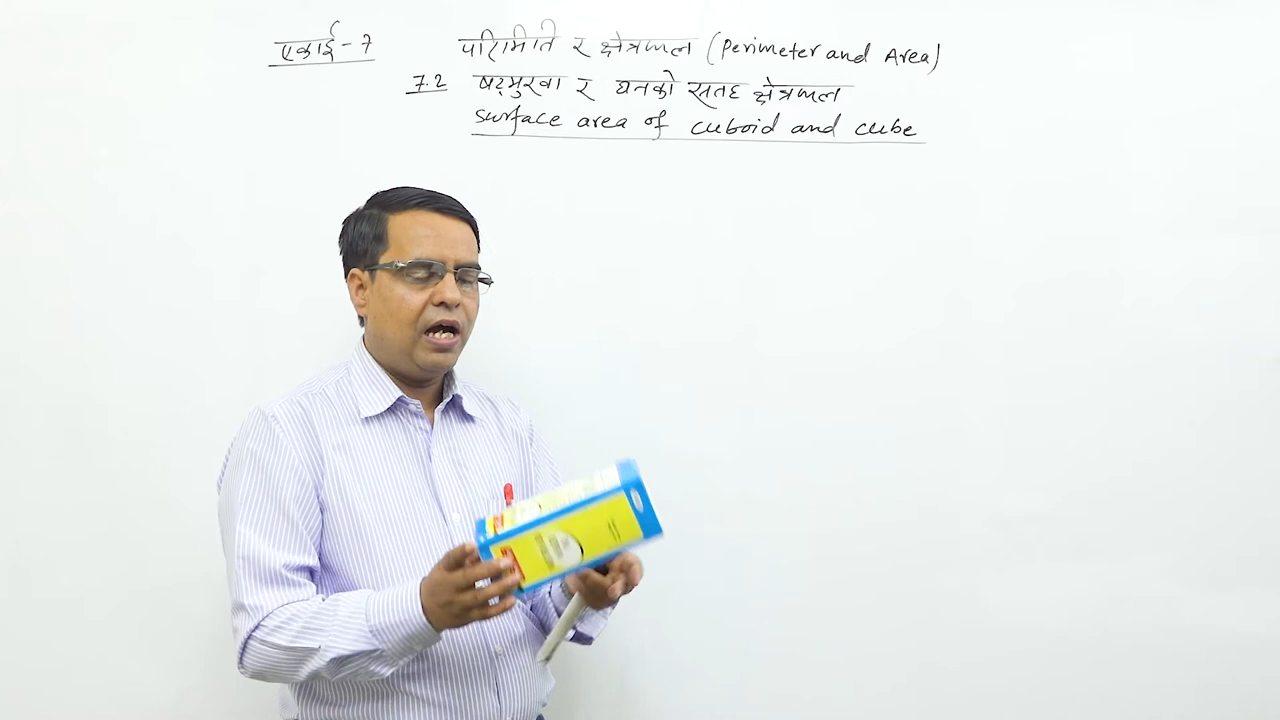 एकाई - 7 परिमिति र क्षेत्रफल (Perimeter and Area)
7.2 षट्मुखा र घनको सतह क्षेत्रफल
surface area of cuboid and cube